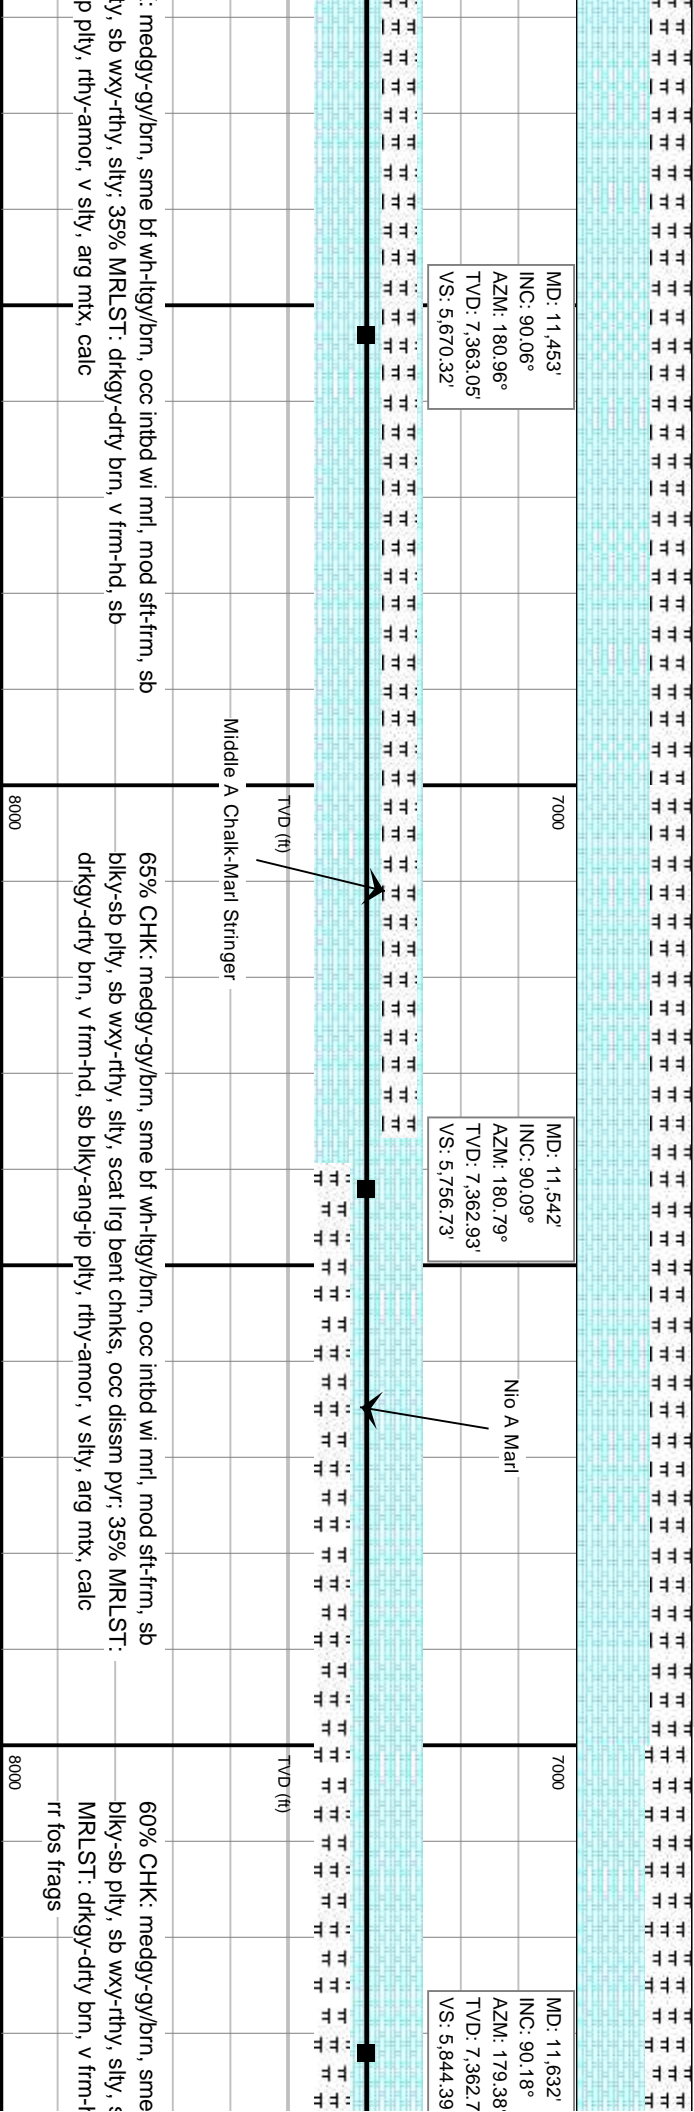 MD: 11,453'
INC: 90.06°
AZM: 180.96°
TVD: 7,363.05'
VS: 5,670.32'
: medgy-gy/brn, sme bf wh-ltgy/brn, occ intbd wi mrl, mod sft-frm, sb
ty, sb wxy-rthy, slty; 35% MRLST: drkgy-drty brn, v frm-hd, sb
p plty, rthy-amor, v slty, arg mtx, calc
7000
TVD (ft)
8000
Middle A Chalk-Marl Stringer
65% CHK: medgy-gy/brn, sme bf wh-ltgy/brn, occ intbd wi mrl, mod sft-frm, sb
blky-sb plty, sb wxy-rthy, slty, scat lrg bent chnks, occ dissm pyr; 35% MRLST:
drkgy-drty brn, v frm-hd, sb blky-ang-ip plty, rthy-amor, v slty, arg mtx, calc
MD: 11,542'
INC: 90.09°
AZM: 180.79°
TVD: 7,362.93'
VS: 5,756.73'
Nio A Marl
7000
TVD (ft)
8000
60% CHK: medgy-gy/brn, sme
blky-sb plty, sb wxy-rthy, slty, s
MRLST: drkgy-drty brn, v frm-h
rr fos frags
MD: 11,632'
INC: 90.18°
AZM: 179.38°
TVD: 7,362.7
VS: 5,844.39